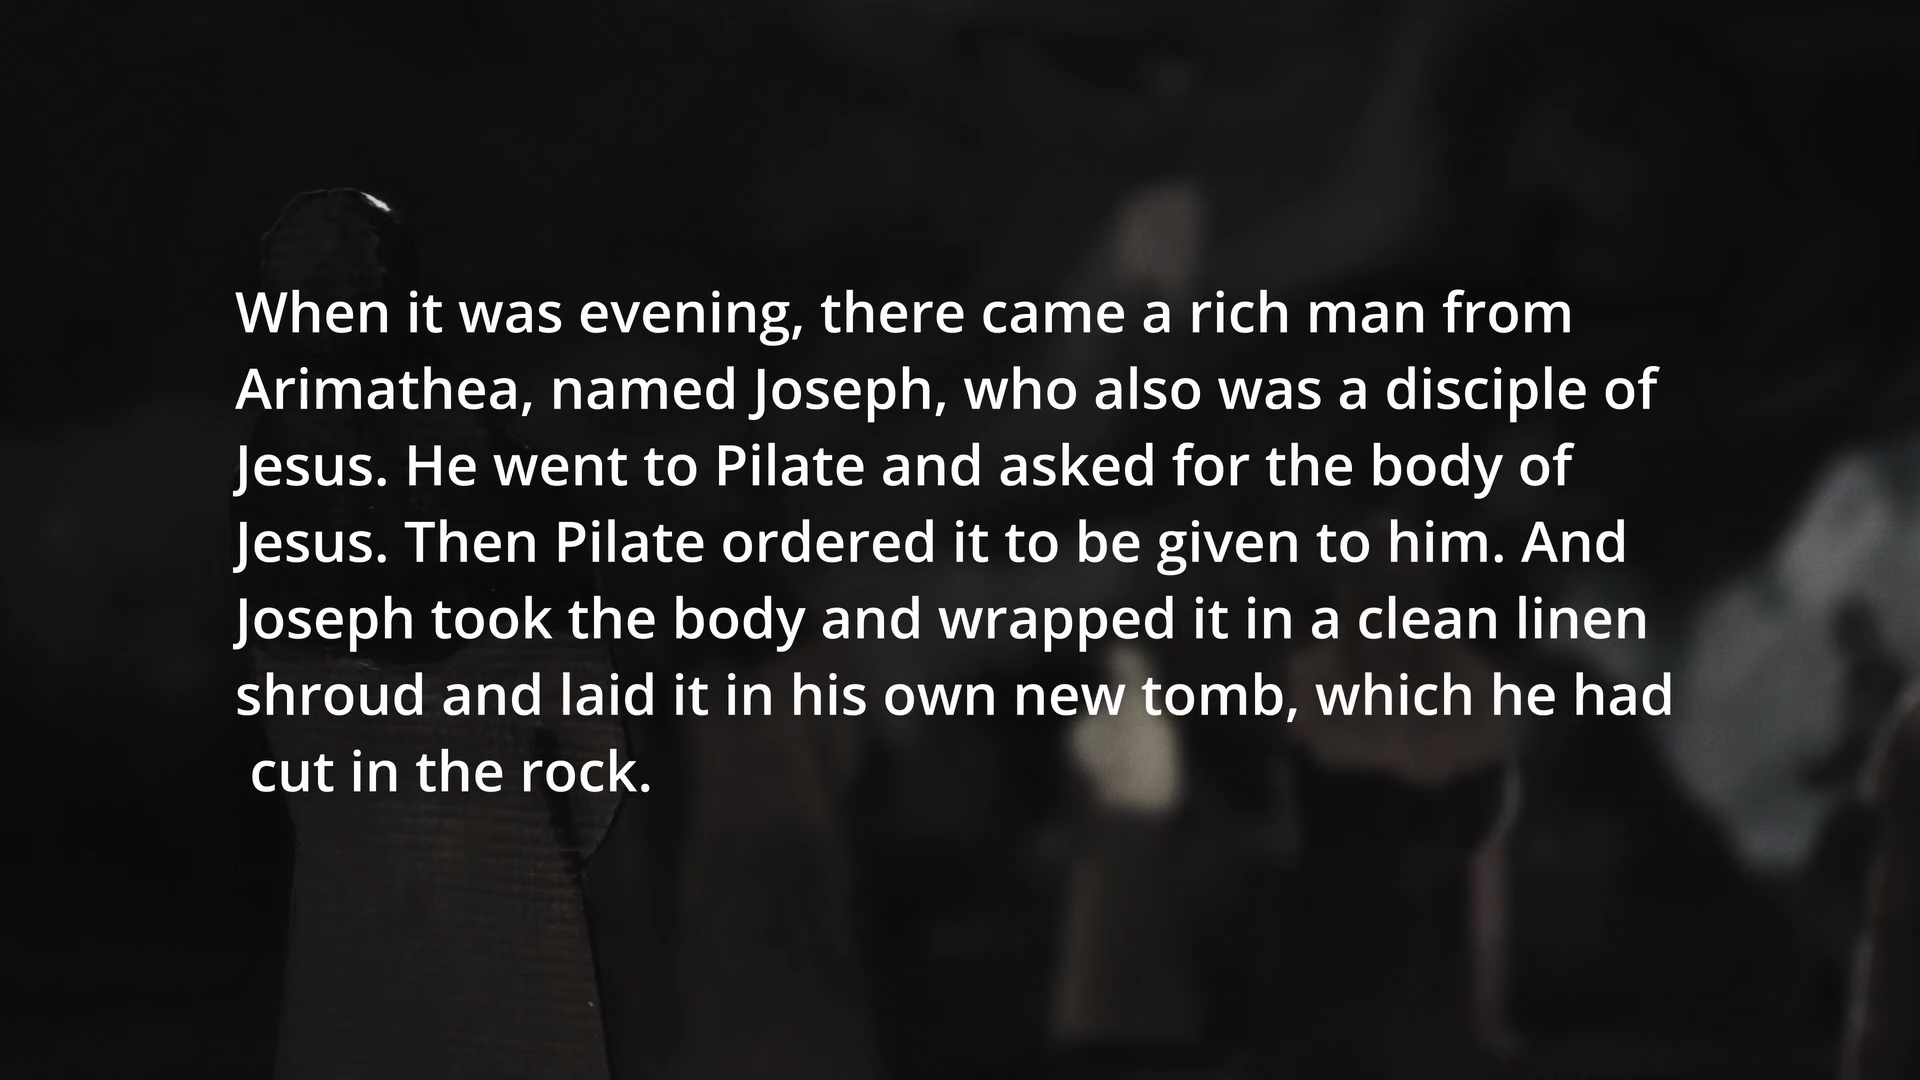 When it was evening, there came a rich man from
Arimathea, named Joseph, who also was a disciple of
Jesus. He went to Pilate and asked for the body of
Jesus. Then Pilate ordered it to be given to him. And
Joseph took the body and wrapped it in a clean linen
shroud and laid it in his own new tomb, which he had
cut in the rock.